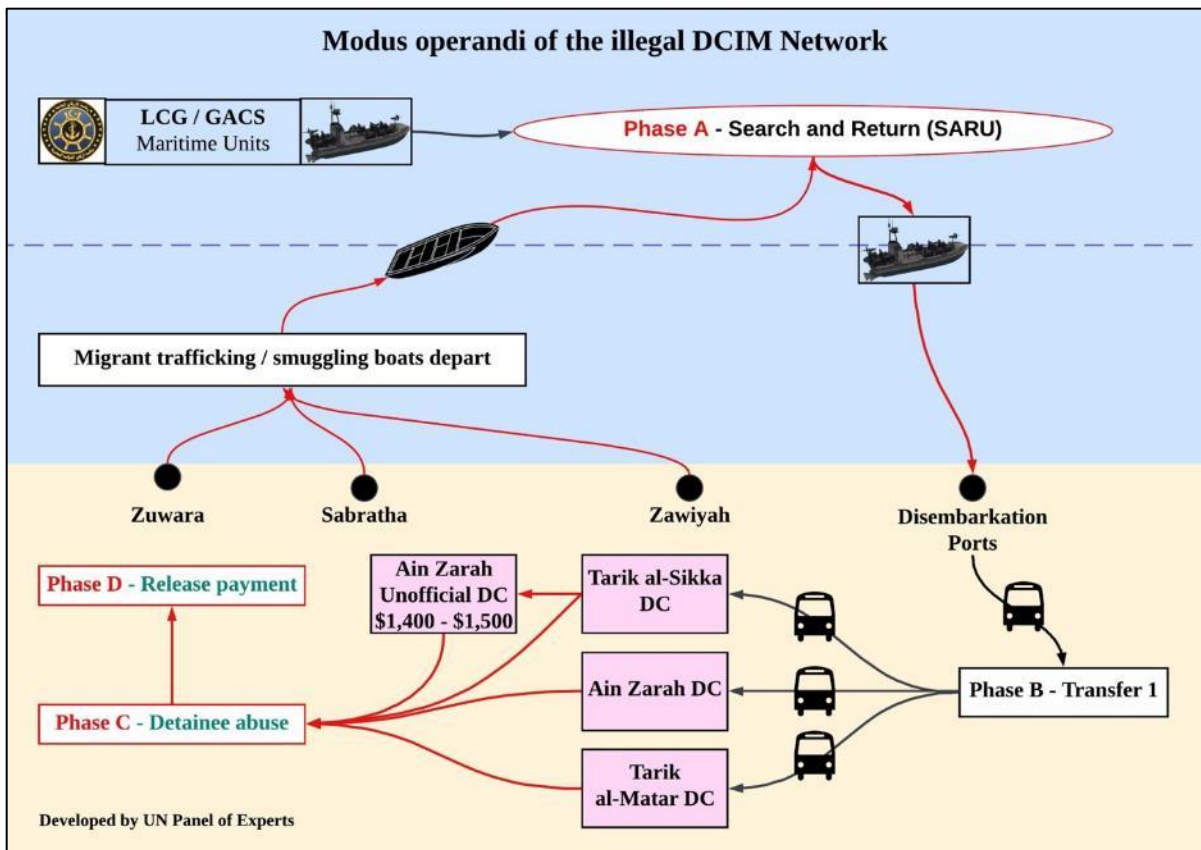 Modus operandi of the illegal DCIM Network
LCG / GACS
Maritime Units
Phase A - Search and Return (SARU)
Migrant trafficking / smuggling boats depart
Zuwara
Sabratha
Zawiyah
Disembarkation
Ports
Phase D - Release payment
Ain Zarah
Unofficial DC
$1,400 - $1,500
Tarik al-Sikka
DC
Ain Zarah DC
Phase B - Transfer 1
Phase C - Detainee abuse
Tarik
al-Matar DC
Developed by UN Panel of Experts